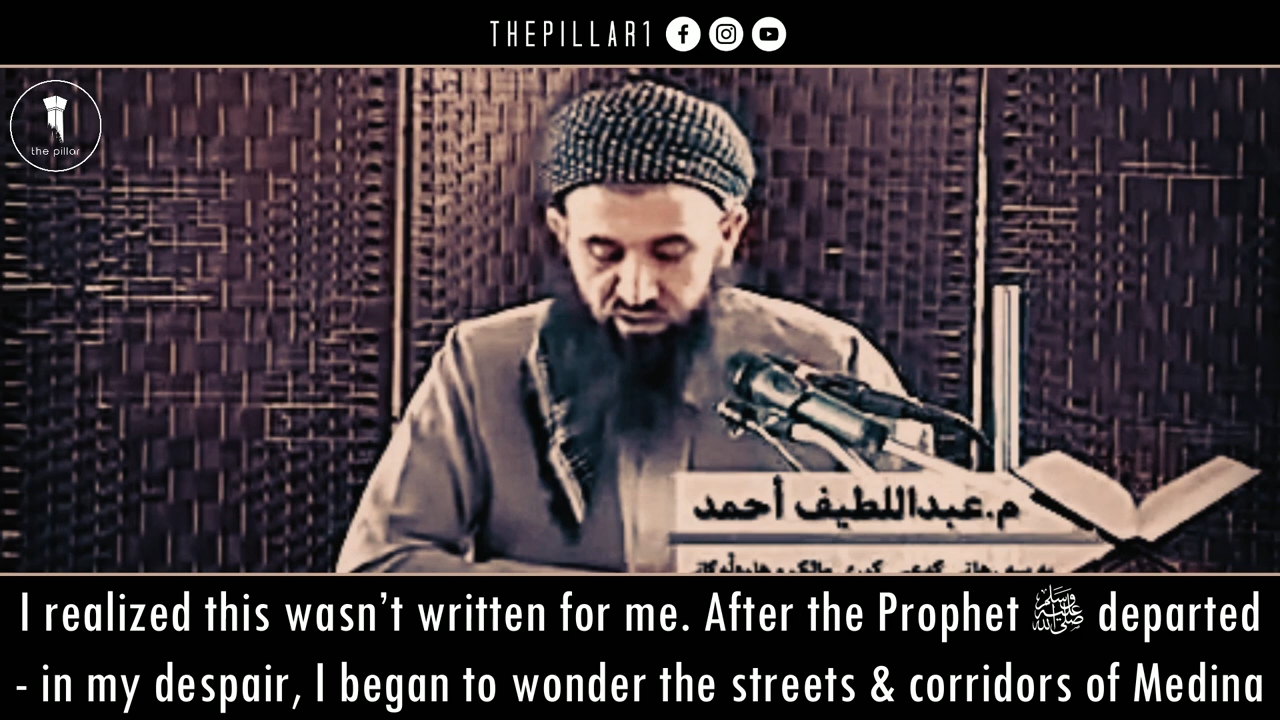 THEPILLAR1
the pillar
م.عبداللطيف أحمد
I realized this wasn’t written for me. After the Prophet ﷺ departed
- in my despair, I began to wonder the streets & corridors of Medina